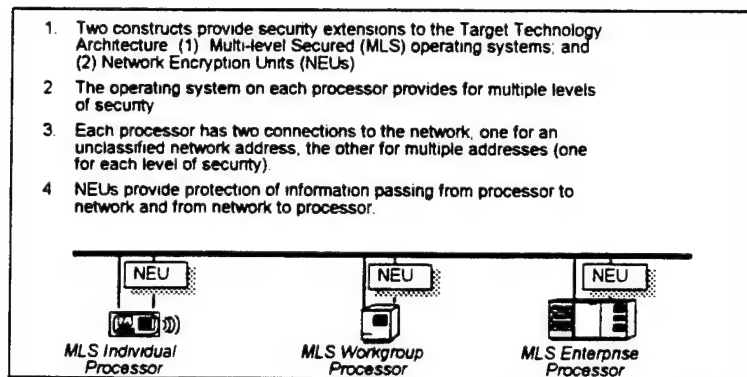 1. Two constructs provide security extensions to the Target Technology
Architecture (1) Multi-level Secured (MLS) operating systems; and
(2) Network Encryption Units (NEUs)
2 The operating system on each processor provides for multiple levels
of security
3. Each processor has two connections to the network, one for an
unclassified network address, the other for multiple addresses (one
for each level of security).
4 NEUs provide protection of information passing from processor to
network and from network to processor.
NEU NEU NEU
MLS Individual MLS Workgroup MLS Enterprise
Processor Processor Processor